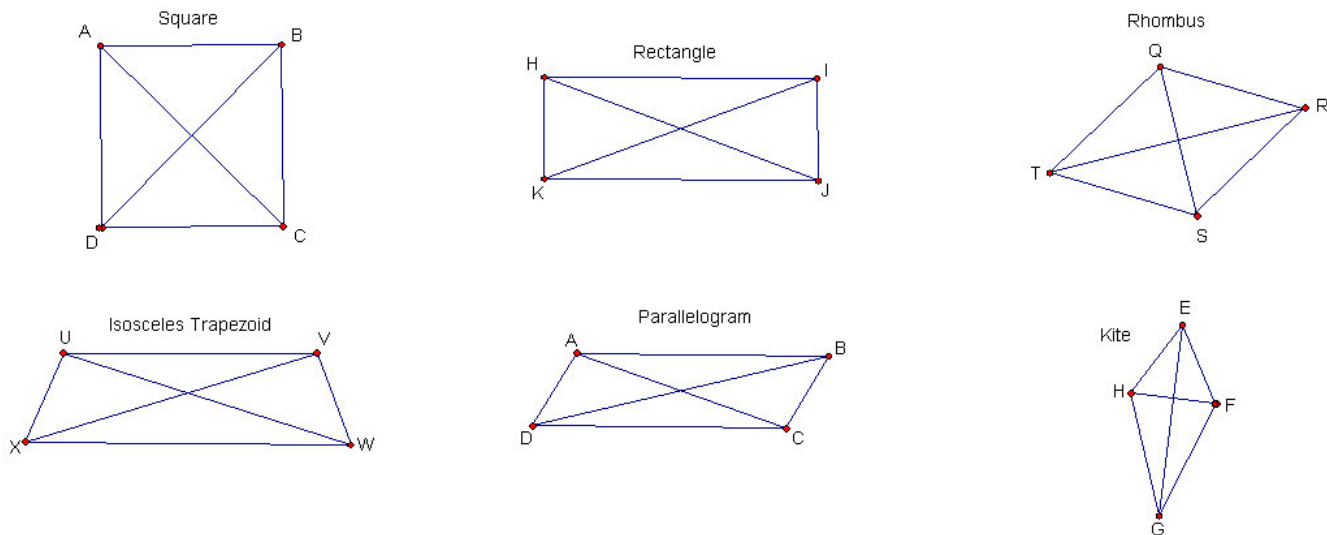 Square
A B
D C
Rectangle
H I
K J
Rhombus
Q
R
T
S
Isosceles Trapezoid
U V
X W
Parallelogram
A B
D C
Kite
E
H F
G